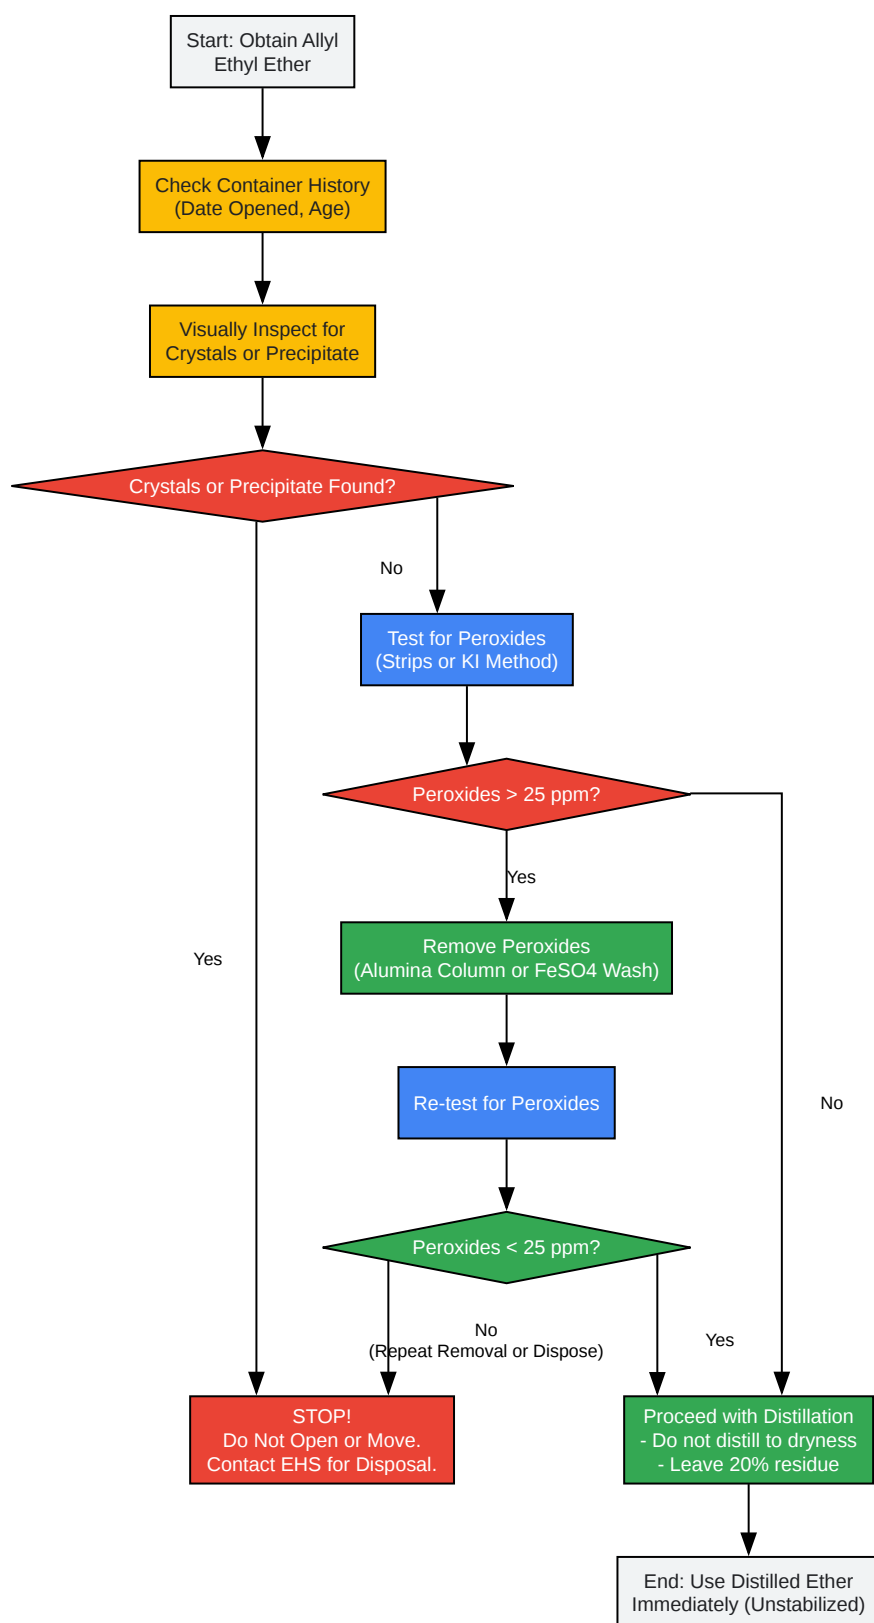 Start: Obtain Allyl
Ethyl Ether
Check Container History
(Date Opened, Age)
Visually Inspect for
Crystals or Precipitate
Crystals or Precipitate Found?
No
Test for Peroxides
(Strips or KI Method)
Peroxides > 25 ppm?
Yes
Remove Peroxides
(Alumina Column or FeSO4 Wash)
Yes
Re-test for Peroxides
No
Peroxides < 25 ppm?
No
(Repeat Removal or Dispose)
Yes
STOP!
Do Not Open or Move.
Contact EHS for Disposal.
Proceed with Distillation
- Do not distill to dryness
- Leave 20% residue
End: Use Distilled Ether
Immediately (Unstabilized)